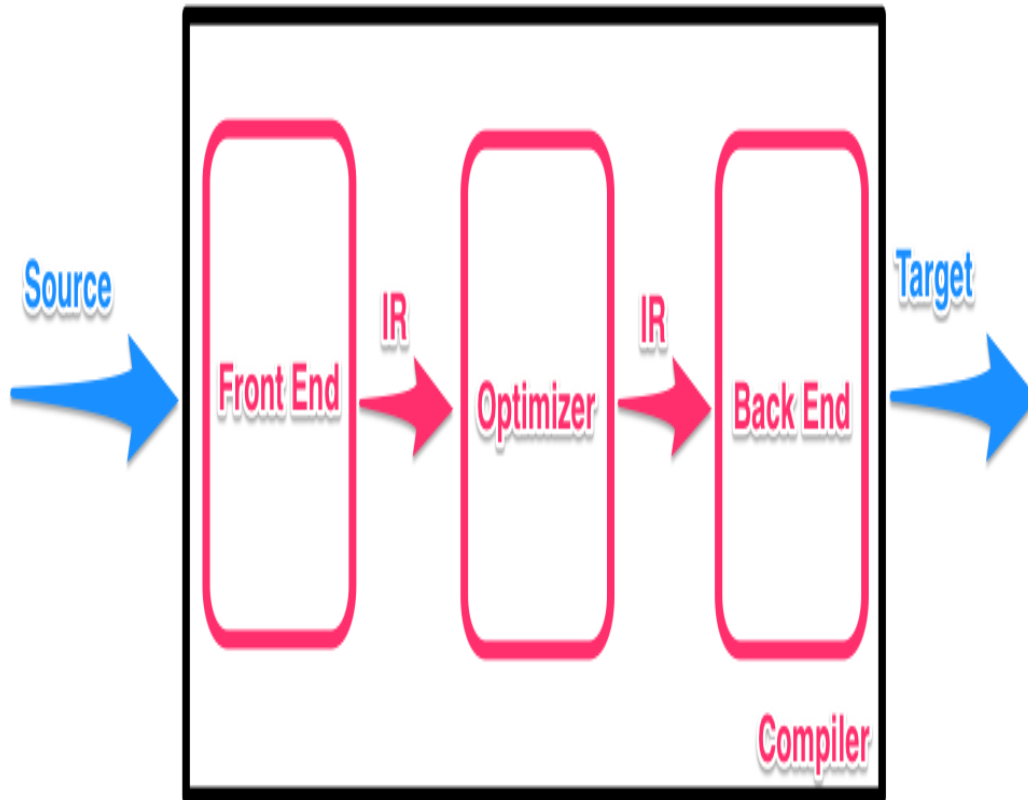 Source
Front End
IR
Optimizer
IR
Back End
Target
Compiler